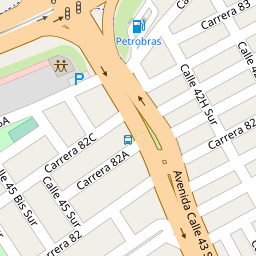 Petrobras
Carrera 83
Calle 42H Sur
P
Carrera 82C
Carrera 82A
Calle 45 Sur
Calle 45 Bis Sur
Carrera 82
Avenida Calle 43 S